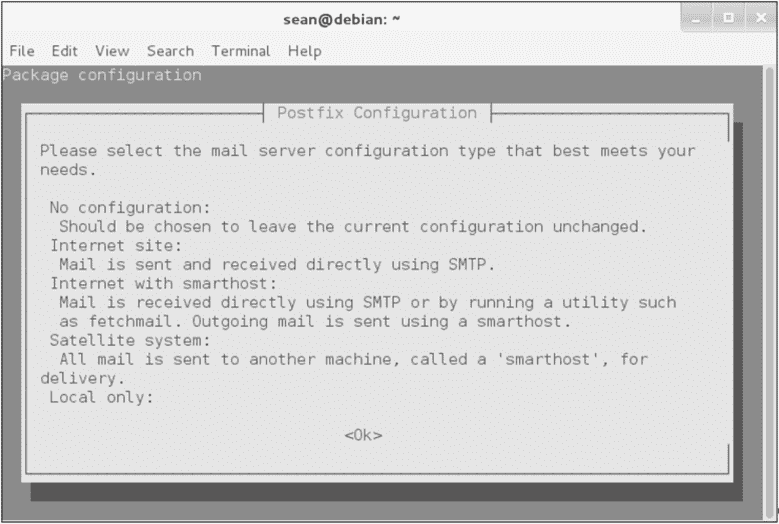 sean@debian: ~
File Edit View Search Terminal Help
Package configuration
Postfix Configuration
Please select the mail server configuration type that best meets your
needs.
No configuration:
Should be chosen to leave the current configuration unchanged.
Internet site:
Mail is sent and received directly using SMTP.
Internet with smarthost:
Mail is received directly using SMTP or by running a utility such
as fetchmail. Outgoing mail is sent using a smarthost.
Satellite system:
All mail is sent to another machine, called a 'smarthost', for
delivery.
Local only:
<Ok>